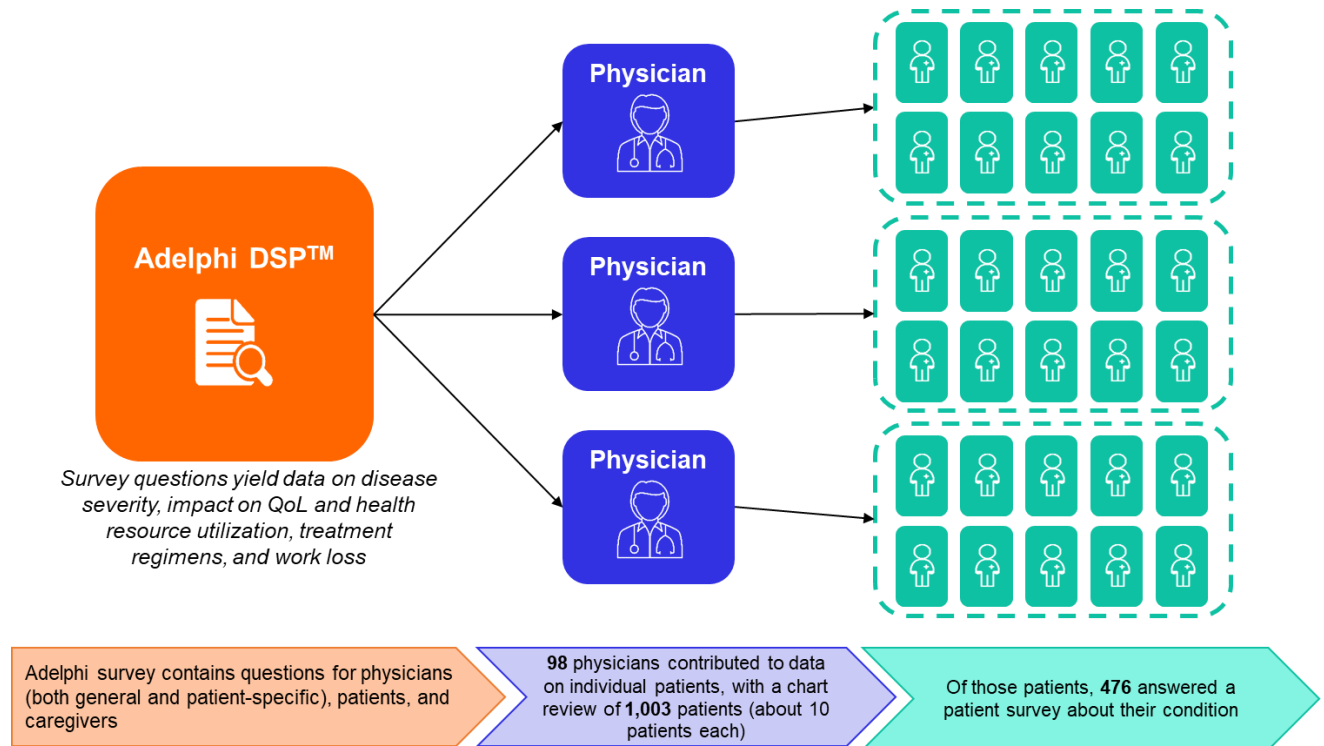 Adelphi DSP™
Survey questions yield data on disease
severity, impact on QoL and health
resource utilization, treatment
regimens, and work loss
Physician
Physician
Physician
Adelphi survey contains questions for physicians
(both general and patient-specific), patients, and
caregivers
98 physicians contributed to data
on individual patients, with a chart
review of 1,003 patients (about 10
patients each)
Of those patients, 476 answered a
patient survey about their condition